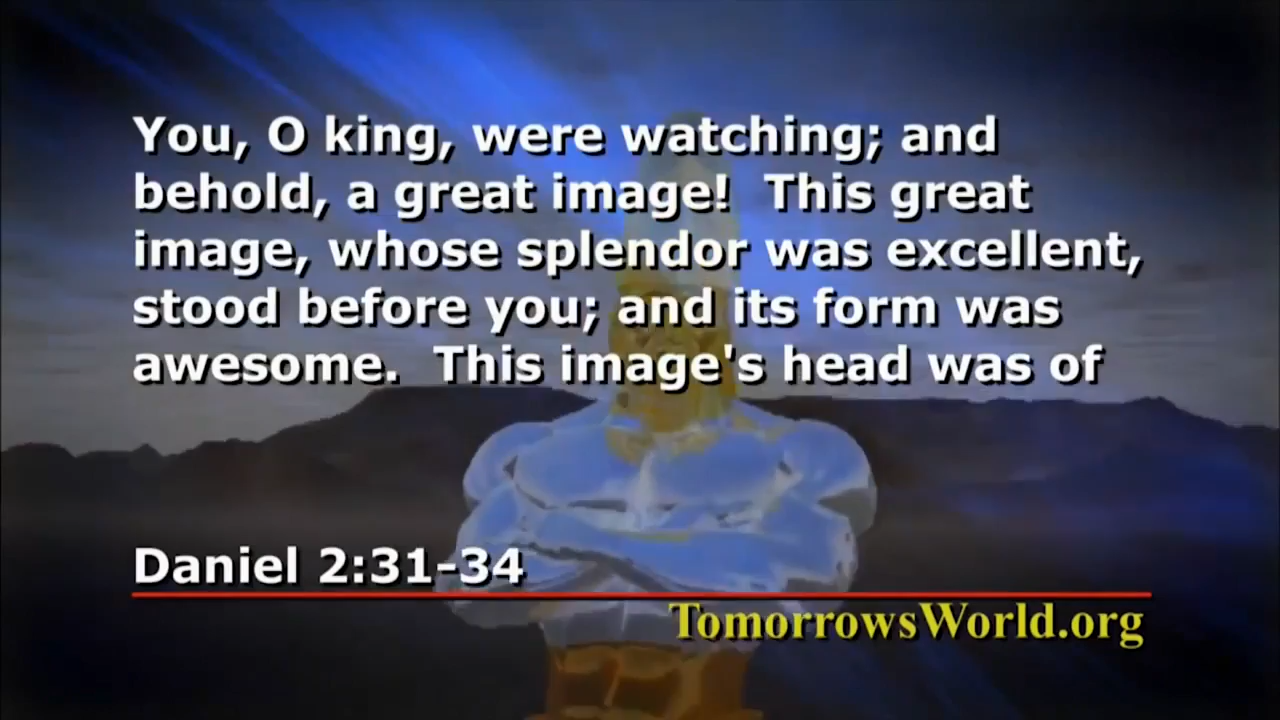 You, O king, were watching; and
behold, a great image!  This great
image, whose splendor was excellent,
stood before you; and its form was
awesome.  This image's head was of
Daniel 2:31-34
TomorrowsWorld.org